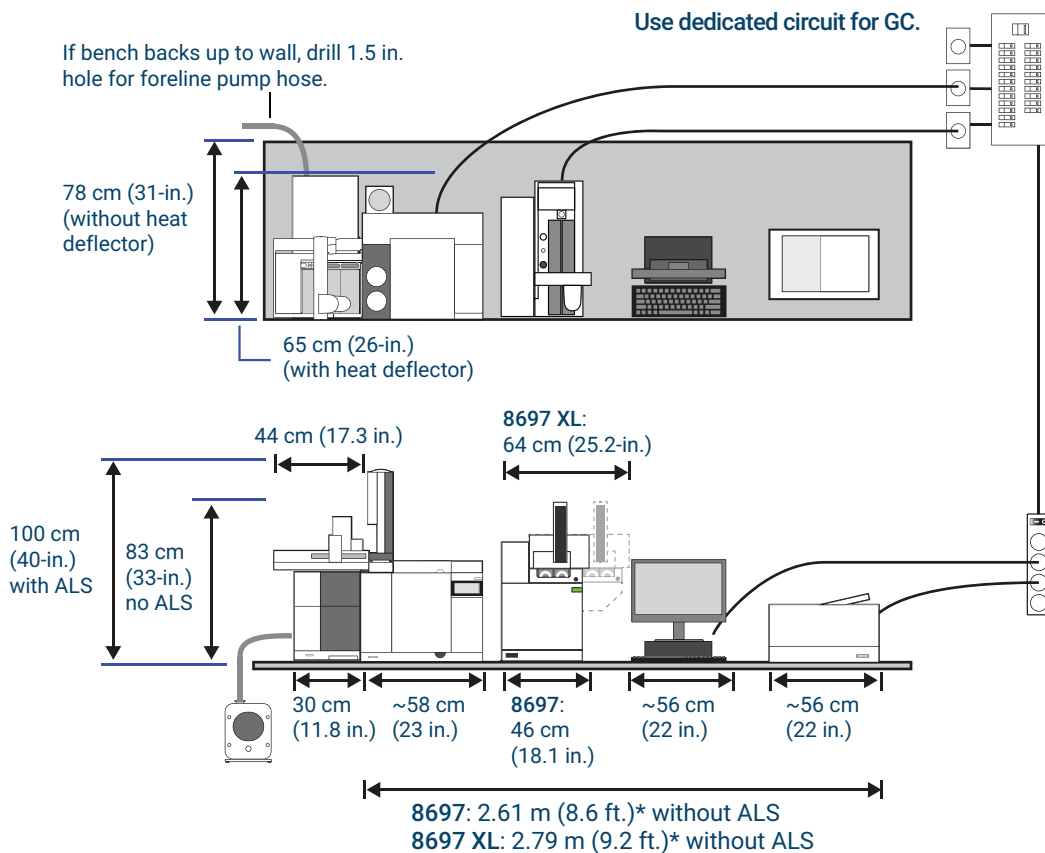 Use dedicated circuit for GC.
If bench backs up to wall, drill 1.5 in.
hole for foreline pump hose.
78 cm (31-in.)
(without heat
deflector)
65 cm (26-in.)
(with heat deflector)
44 cm (17.3 in.)
8697 XL:
64 cm (25.2-in.)
100 cm
(40-in.)
with ALS
83 cm
(33-in.)
no ALS
30 cm
(11.8 in.)
~58 cm
(23 in.)
8697:
46 cm
(18.1 in.)
~56 cm
(22 in.)
~56 cm
(22 in.)
8697: 2.61 m (8.6 ft.)* without ALS
8697 XL: 2.79 m (9.2 ft.)* without ALS